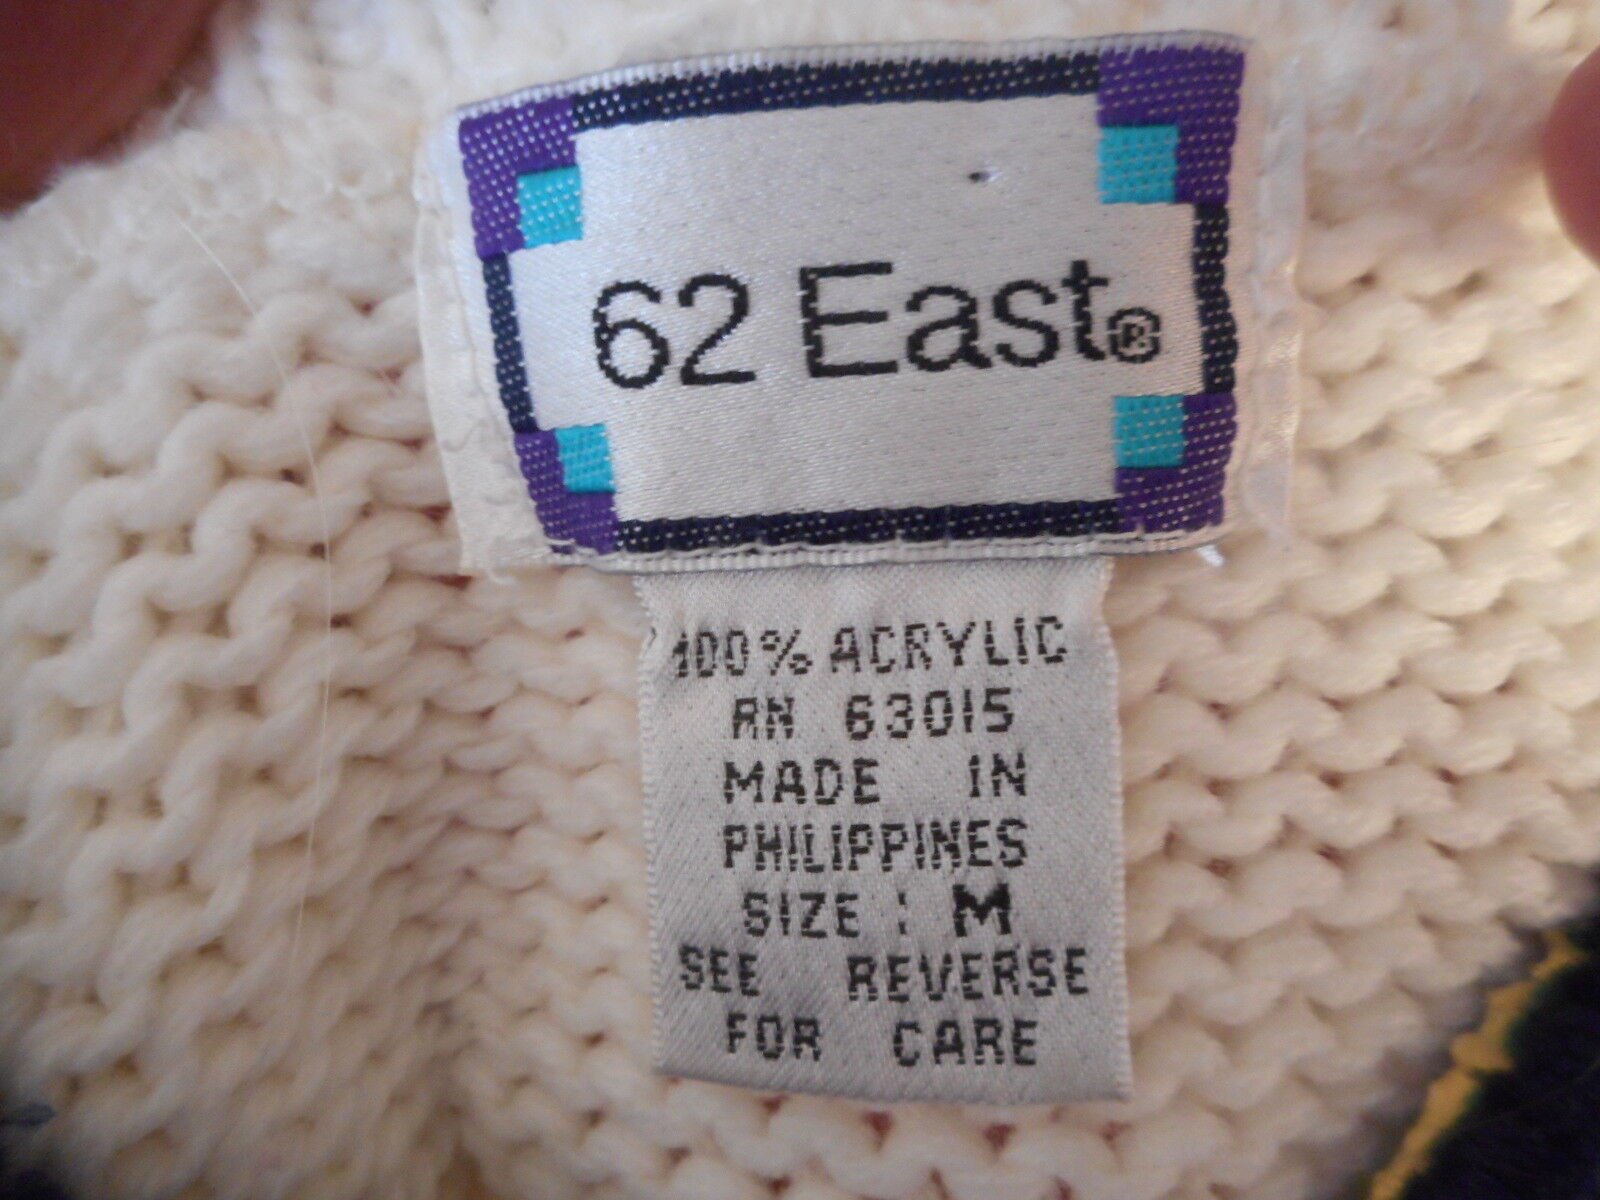 62 East®
100% ACRYLIC
RN 63015
MADE IN
PHILIPPINES
SIZE : M
SEE REVERSE
FOR CARE